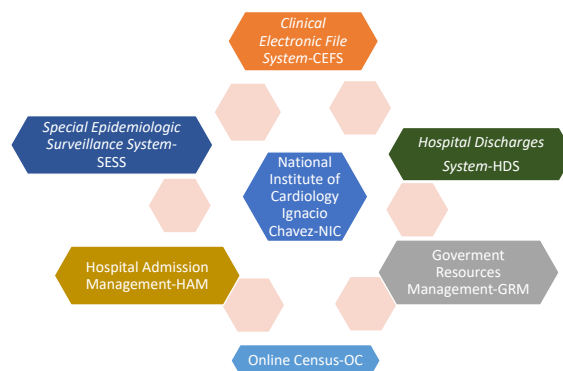 Clinical
Electronic File
System-CEFS
Special Epidemiologic
Surveillance System-
SESS
Hospital Discharges
System-HDS
National
Institute of
Cardiology
Ignacio
Chavez-NIC
Hospital Admission
Management-HAM
Goverment
Resources
Management-GRM
Online Census-OC